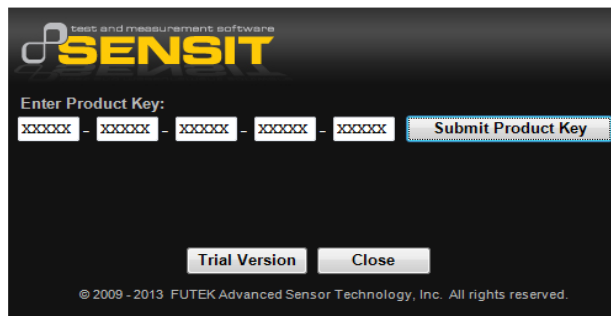 test and measurement software
SENSIT
Enter Product Key:
XXXXX - XXXXX - XXXXX - XXXXX - XXXXX Submit Product Key
Trial Version Close
© 2009 - 2013 FUTEK Advanced Sensor Technology, Inc. All rights reserved.